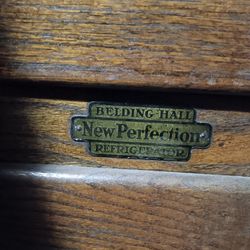 BELDING-HALL
New Perfection
REFRIGERATOR